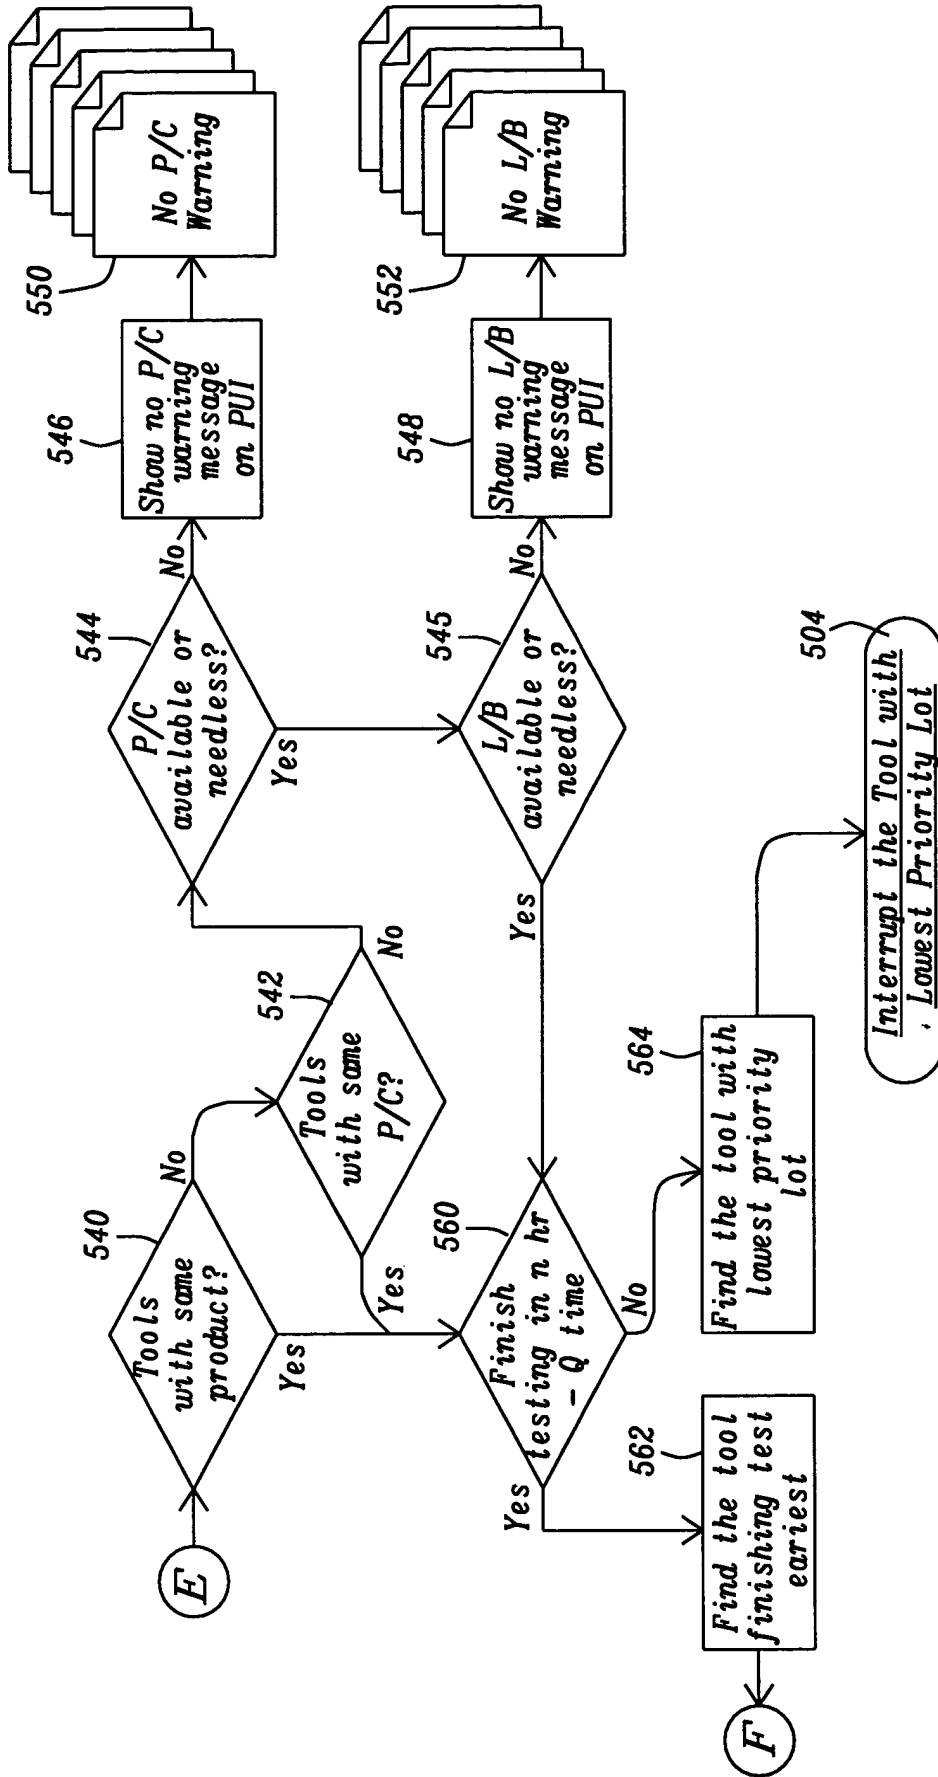 E
540
Tools
with same
product?
No
Yes
542
Tools
with same
P/C?
No
Yes
544
P/C
available or
needless?
No
Yes
546
Show no P/C
warning
message
on PUI
550
No P/C
Warning
545
L/B
available or
needless?
No
Yes
548
Show no L/B
warning
message
on PUI
552
No L/B
Warning
560
Finish
testing in n hr
- Q time
Yes
No
562
Find the tool
finishing test
eariest
F
564
Find the tool with
lowest priority
lot
504
Interrupt the Tool with
Lowest Priority Lot